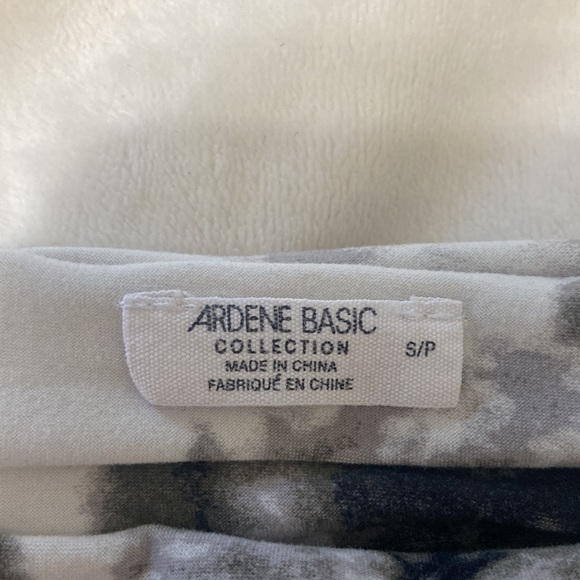 ARDENE BASIC
COLLECTION
S/P
MADE IN CHINA
FABRIQUÉ EN CHINE